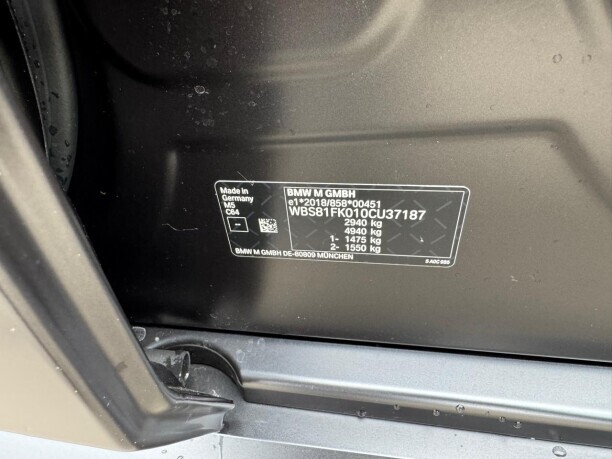 Made in
Germany
M5
C64
BMW M GMBH
e1*2018/858*00451
WBS81FK010CU37187
2940 kg
4940 kg
1- 1475 kg
2- 1550 kg
BMW M GMBH DE-80809 MÜNCHEN